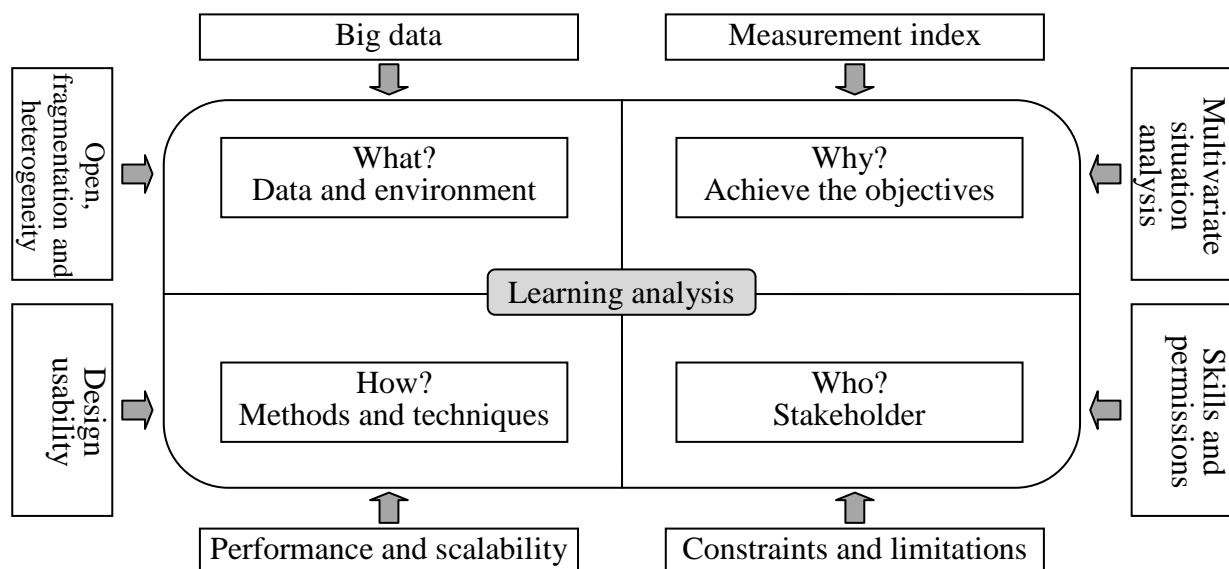 Big data
Measurement index
Open,
fragmentation and
heterogeneity
What?
Data and environment
Why?
Achieve the objectives
Multivariate
situation
analysis
Learning analysis
Design
usability
How?
Methods and techniques
Who?
Stakeholder
Skills and
permissions
Performance and scalability
Constraints and limitations